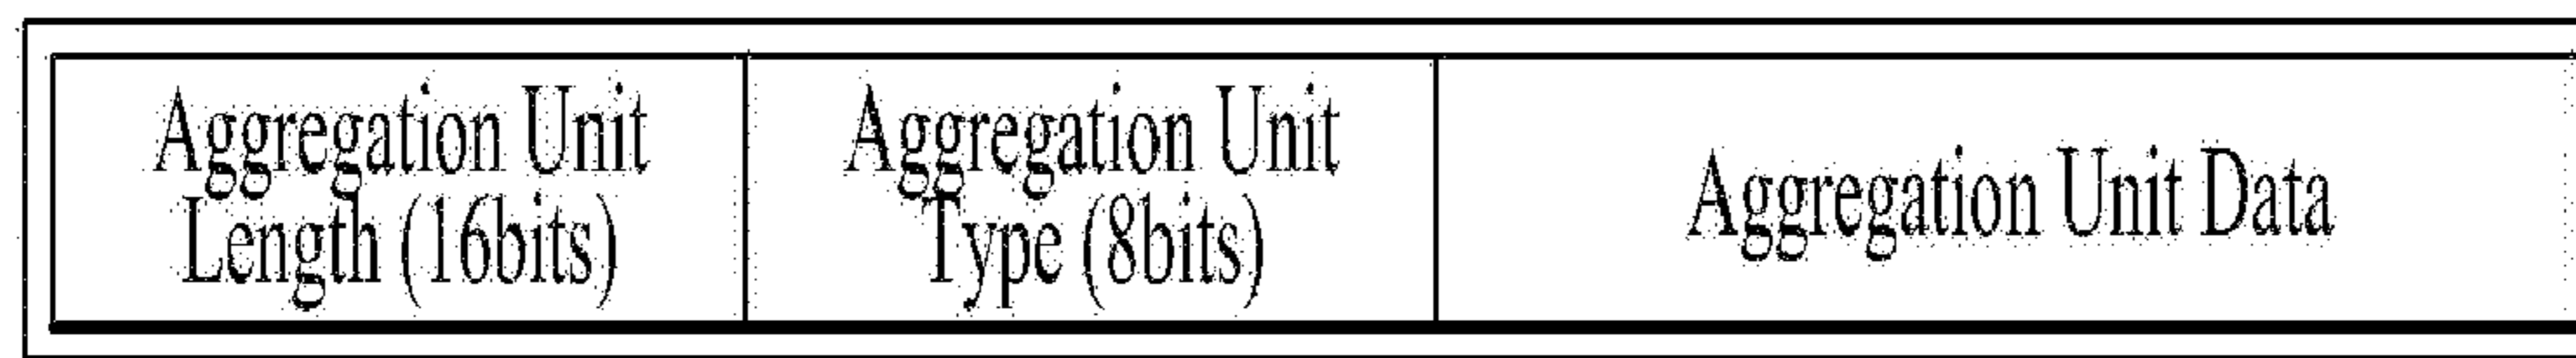 Aggregation Unit
Length (16bits)
Aggregation Unit
Type (8bits)
Aggregation Unit Data